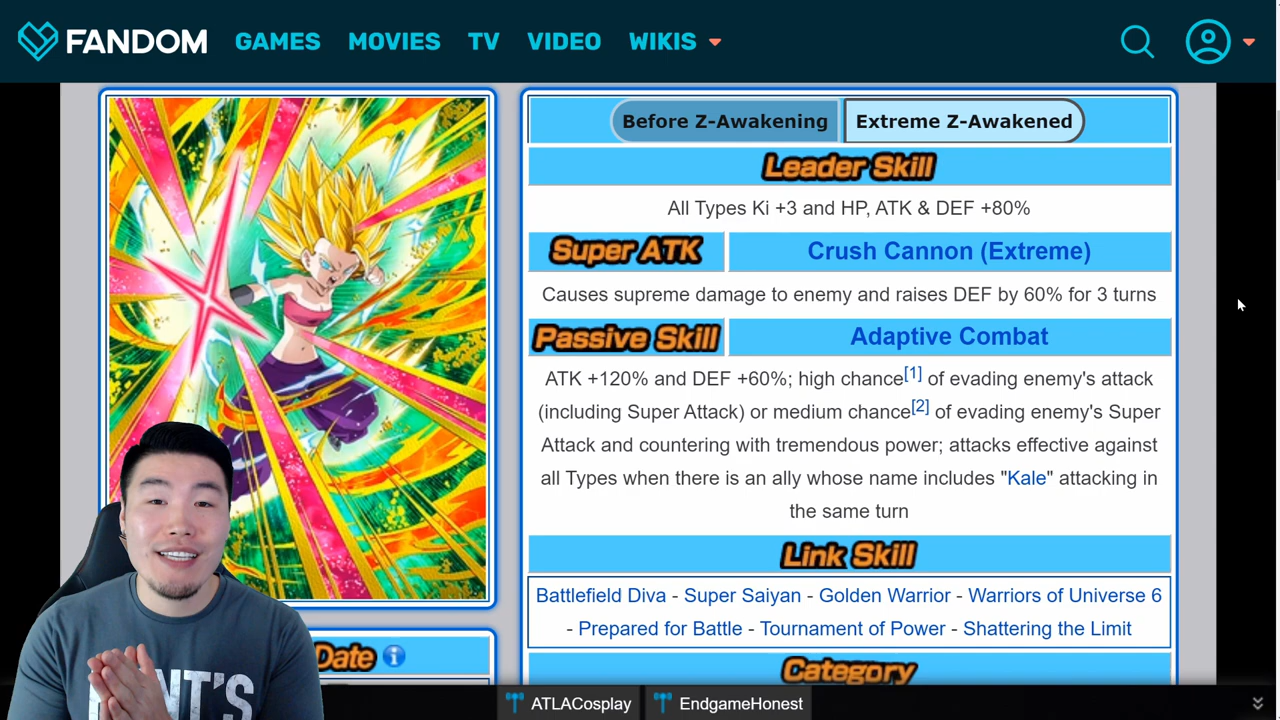 FANDOM GAMES MOVIES TV VIDEO WIKIS
Before Z-Awakening Extreme Z-Awakened
Leader Skill
All Types Ki +3 and HP, ATK & DEF +80%
Super ATK Crush Cannon (Extreme)
Causes supreme damage to enemy and raises DEF by 60% for 3 turns
Passive Skill Adaptive Combat
ATK +120% and DEF +60%; high chance[1] of evading enemy's attack
(including Super Attack) or medium chance[2] of evading enemy's Super
Attack and countering with tremendous power; attacks effective against
all Types when there is an ally whose name includes "Kale" attacking in
the same turn
Link Skill
Battlefield Diva - Super Saiyan - Golden Warrior - Warriors of Universe 6
- Prepared for Battle - Tournament of Power - Shattering the Limit
Date i
Category
ATLACosplay EndgameHonest